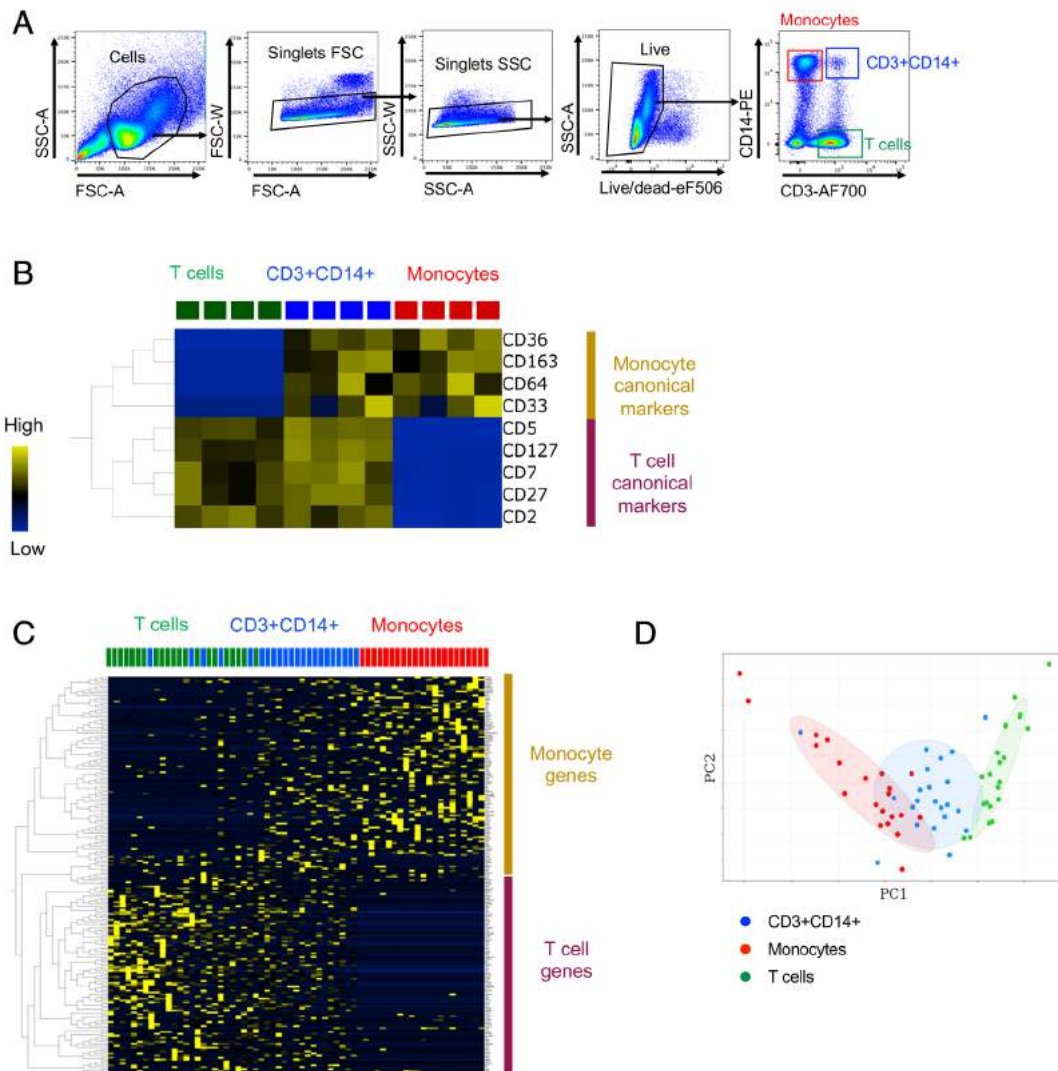 A
Cells
Singlets FSC
Singlets SSC
Live
Monocytes
CD3+CD14+
T cells
SSC-A
FSC-W
SSC-W
SSC-A
CD14-PE
FSC-A
FSC-A
SSC-A
Live/dead-eF506
CD3-AF700
B
T cells
CD3+CD14+
Monocytes
High
Low
CD36
CD163
CD64
CD33
CD5
CD127
CD7
CD27
CD2
Monocyte
canonical
markers
T cell
canonical
markers
C
T cells
CD3+CD14+
Monocytes
Monocyte
genes
T cell
genes
D
PC2
PC1
CD3+CD14+
Monocytes
T cells